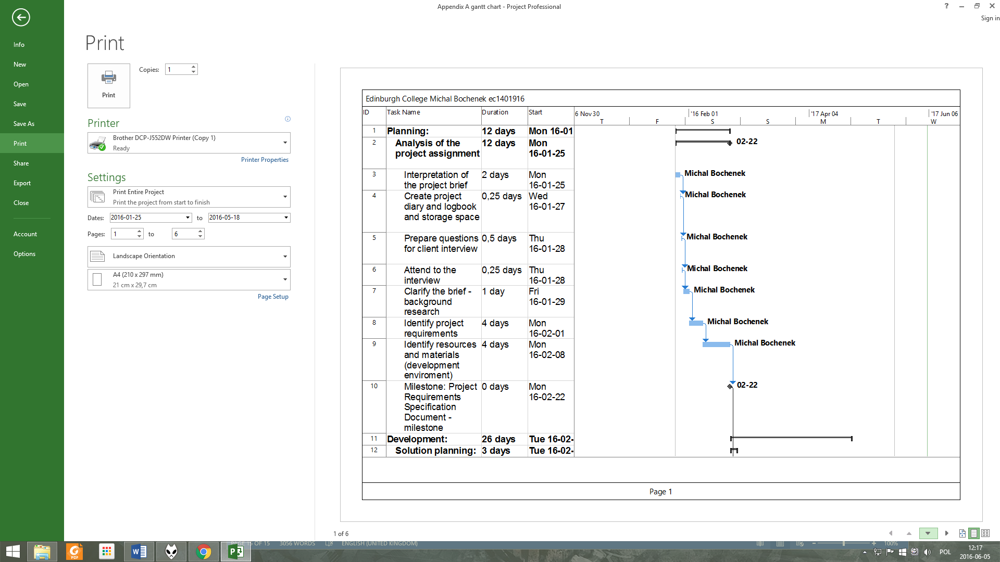 Appendix A gantt chart - Project Professional
?
Sign in
Info
New
Open
Save
Save As
Print
Share
Export
Close
Account
Options
Print
Print
Copies: 1
Printer
Brother DCP-J552DW Printer (Copy 1)
Ready
Printer Properties
Settings
Print Entire Project
Print the project from start to finish
Dates: 2016-01-25 to 2016-05-18
Pages: 1 to 6
Landscape Orientation
A4 (210 x 297 mm)
21 cm x 29,7 cm
Page Setup
Edinburgh College Michal Bochenek ec1401916
ID Task Name Duration Start 6 Nov 30 '16 Feb 01 '17 Apr 04 '17 Jun 06
T F S S M T W
1 Planning: 12 days Mon 16-01
2 Analysis of the 12 days Mon 02-22
project assignment 16-01-25
3 Interpretation of 2 days Mon Michal Bochenek
the project brief 16-01-25
4 Create project 0,25 days Wed Michal Bochenek
diary and logbook 16-01-27
and storage space
5 Prepare questions 0,5 days Thu Michal Bochenek
for client interview 16-01-28
6 Attend to the 0,25 days Thu Michal Bochenek
interview 16-01-28
7 Clarify the brief - 1 day Fri Michal Bochenek
background 16-01-29
research
8 Identify project 4 days Mon Michal Bochenek
requirements 16-02-01
9 Identify resources 4 days Mon Michal Bochenek
and materials 16-02-08
(development
enviroment)
10 Milestone: Project 0 days Mon 02-22
Requirements 16-02-22
Specification
Document -
milestone
11 Development: 26 days Tue 16-02-
12 Solution planning: 3 days Tue 16-02-
Page 1
1 of 6
PAGE 15 OF 15 3056 WORDS ENGLISH (UNITED KINGDOM) 100%
PDF
POL
12:17
2016-06-05